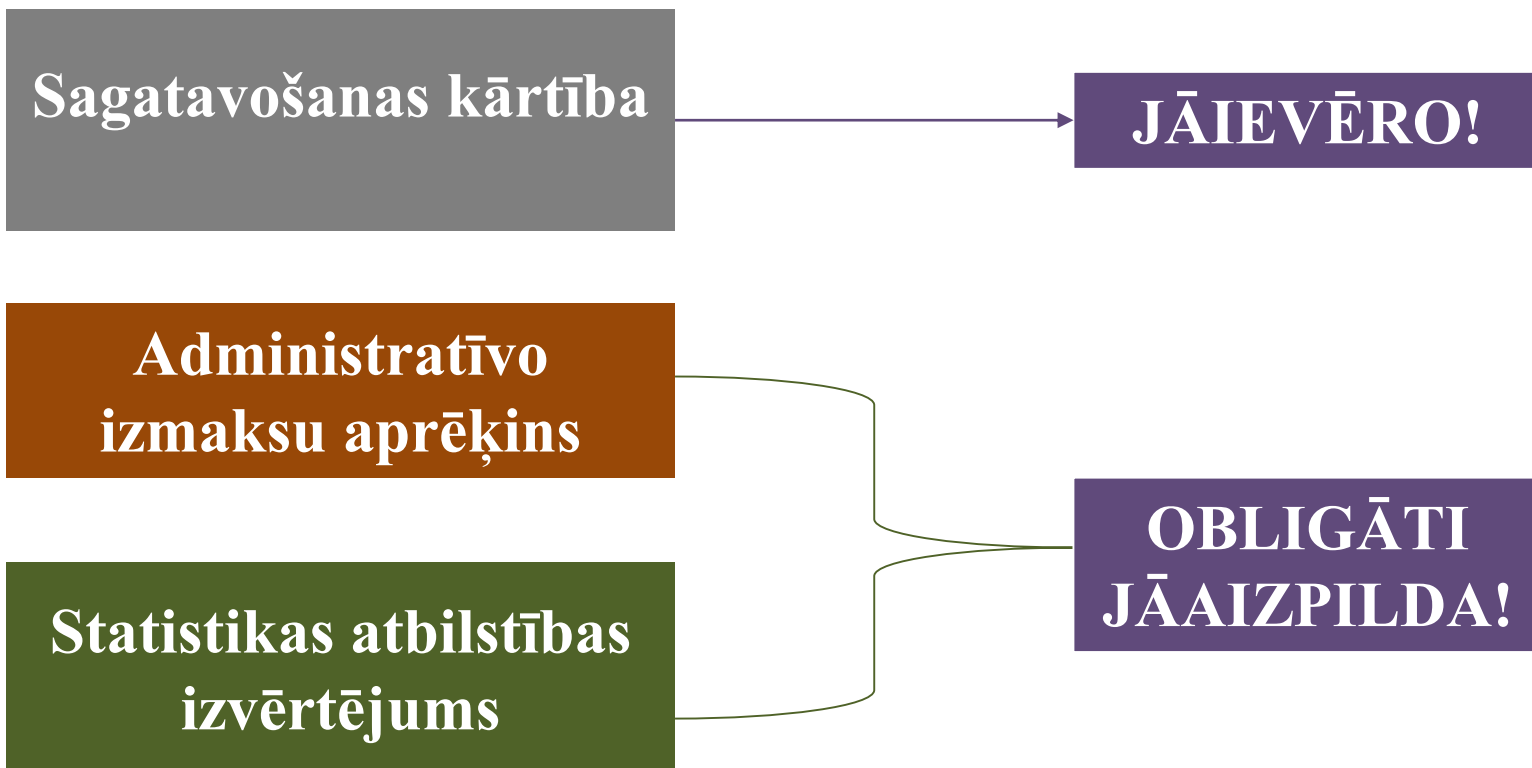 Sagatavošanas kārtība
JĀIEVĒRO!
Administratīvo
izmaksu aprēķins
OBLIGĀTI
JĀAIZPILDA!
Statistikas atbilstības
izvērtējums